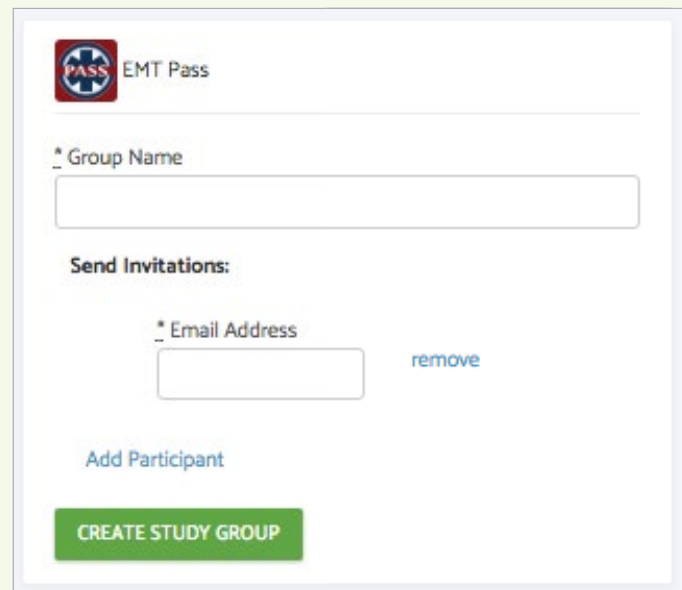 PASS EMT Pass
* Group Name
Send Invitations:
* Email Address
remove
Add Participant
CREATE STUDY GROUP